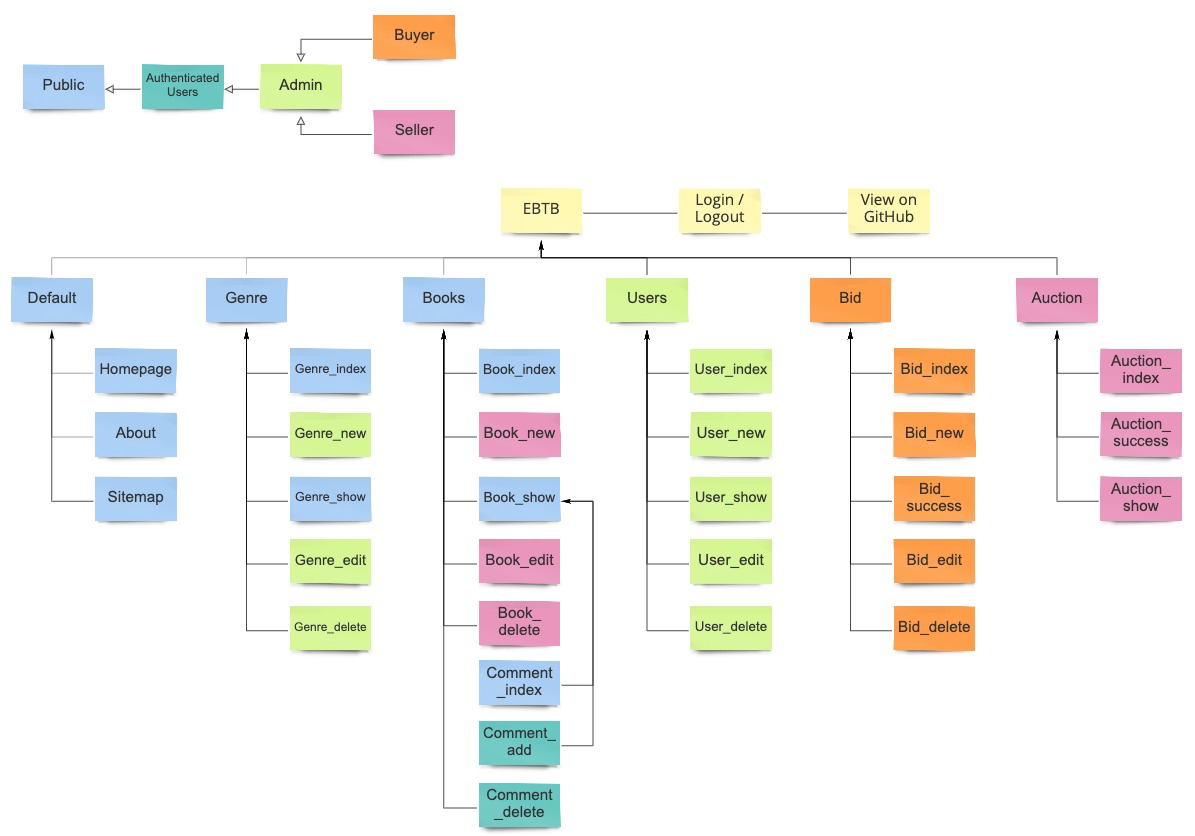 Buyer
Public
Authenticated
Users
Admin
Seller
EBTB
Login /
Logout
View on
GitHub
Default
Genre
Books
Users
Bid
Auction
Homepage
Genre_index
Book_index
User_index
Bid_index
Auction_
index
About
Genre_new
Book_new
User_new
Bid_new
Auction_
success
Sitemap
Genre_show
Book_show
User_show
Bid_
success
Auction_
show
Genre_edit
Book_edit
User_edit
Bid_edit
Genre_delete
Book_
delete
User_delete
Bid_delete
Comment
_index
Comment_
add
Comment
_delete